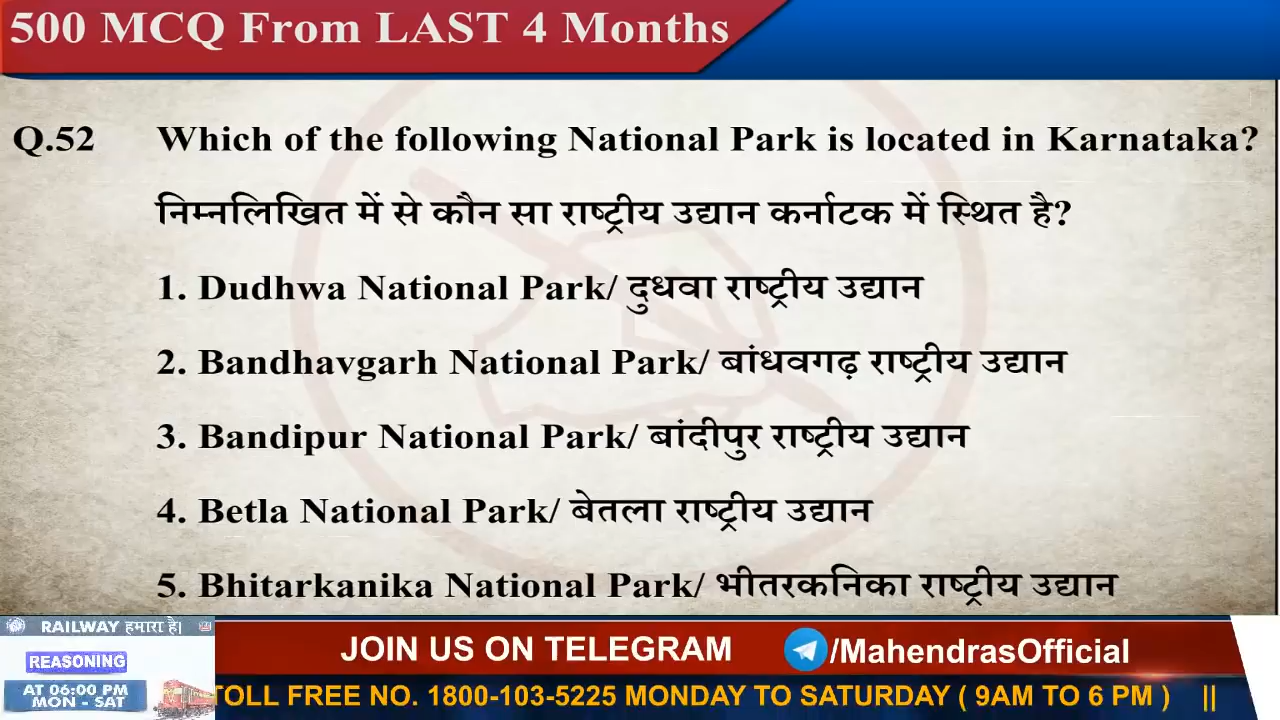 500 MCQ From LAST 4 Months
Q.52 Which of the following National Park is located in Karnataka?
निम्नलिखित में से कौन सा राष्ट्रीय उद्यान कर्नाटक में स्थित है?
1. Dudhwa National Park/ दुधवा राष्ट्रीय उद्यान
2. Bandhavgarh National Park/ बांधवगढ़ राष्ट्रीय उद्यान
3. Bandipur National Park/ बांदीपुर राष्ट्रीय उद्यान
4. Betla National Park/ बेतला राष्ट्रीय उद्यान
5. Bhitarkanika National Park/ भीतरकनिका राष्ट्रीय उद्यान
RAILWAY हमारा है।
REASONING
AT 06:00 PM
MON - SAT
JOIN US ON TELEGRAM /MahendrasOfficial
TOLL FREE NO. 1800-103-5225 MONDAY TO SATURDAY ( 9AM TO 6 PM ) ||